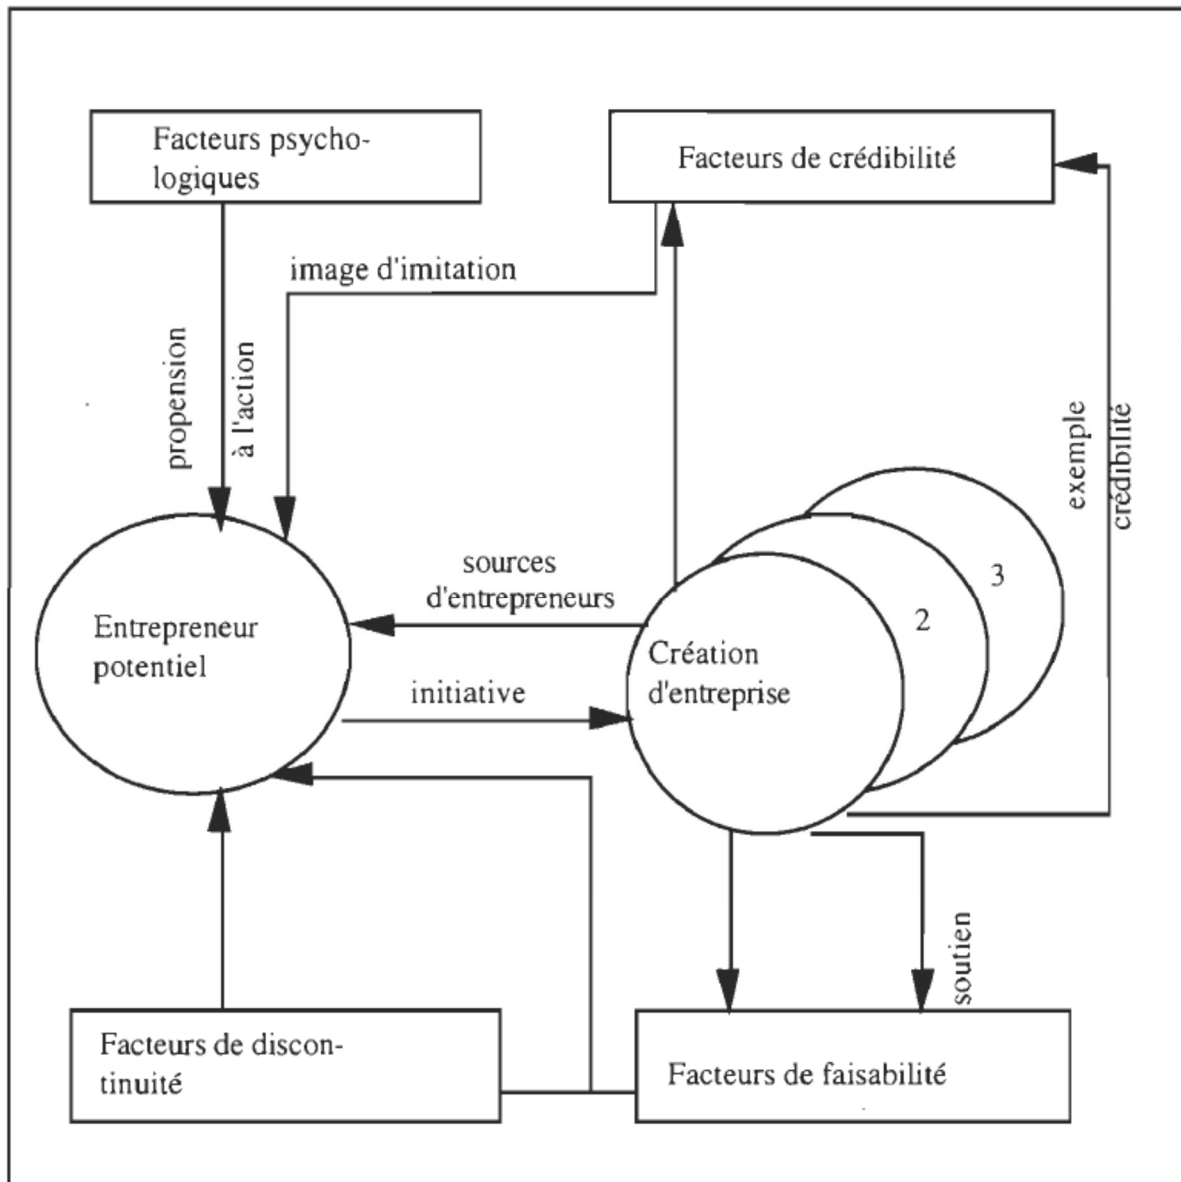 Facteurs psycho-
logiques
Facteurs de crédibilité
image d'imitation
propension
à l'action
exemple
crédibilité
sources
d'entrepreneurs
3
2
Entrepreneur
potentiel
Création
d'entreprise
initiative
soutien
Facteurs de discon-
tinuité
Facteurs de faisabilité